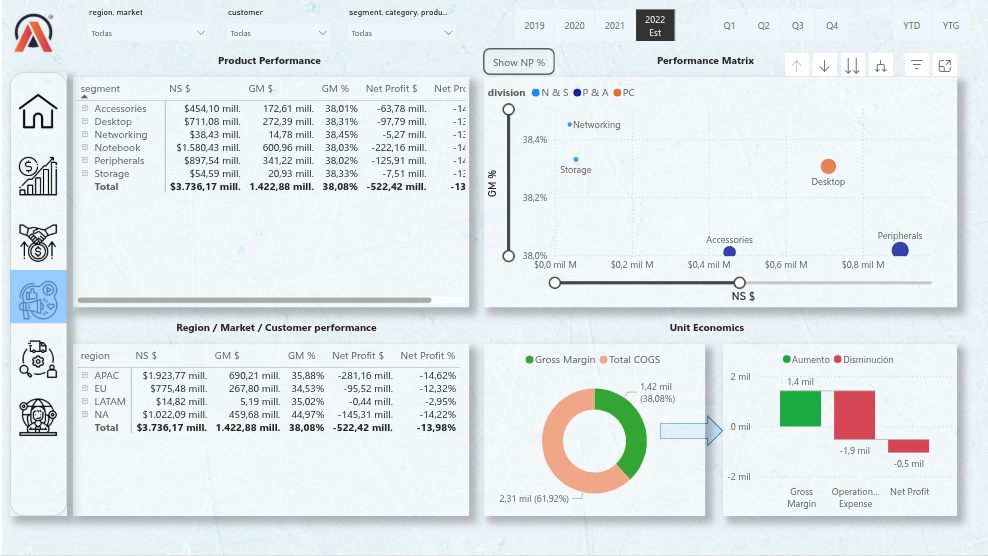 region, market
customer
segment, category, produ...
Todas
Todas
Todas
2019
2020
2021
2022
Est
Q1
Q2
Q3
Q4
YTD
YTG
Product Performance
segment NS $ GM $ GM % Net Profit $ Net Pro
Accessories $454,10 mill. 172,61 mill. 38,01% -63,78 mill. -14
Desktop $711,08 mill. 272,39 mill. 38,31% -97,79 mill. -13
Networking $38,43 mill. 14,78 mill. 38,45% -5,27 mill. -13
Notebook $1.580,43 mill. 600,96 mill. 38,03% -222,16 mill. -14
Peripherals $897,54 mill. 341,22 mill. 38,02% -125,91 mill. -14
Storage $54,59 mill. 20,93 mill. 38,33% -7,51 mill. -13
Total $3.736,17 mill. 1.422,88 mill. 38,08% -522,42 mill. -13
Show NP %
Performance Matrix
division N & S P & A PC
GM %
38,4%
38,2%
38,0%
Networking
Storage
Desktop
Accessories
Peripherals
$0,0 mil M
$0,2 mil M
$0,4 mil M
$0,6 mil M
$0,8 mil M
NS $
Region / Market / Customer performance
region NS $ GM $ GM % Net Profit $ Net Profit %
APAC $1.923,77 mill. 690,21 mill. 35,88% -281,16 mill. -14,62%
EU $775,48 mill. 267,80 mill. 34,53% -95,52 mill. -12,32%
LATAM $14,82 mill. 5,19 mill. 35,02% -0,44 mill. -2,95%
NA $1.022,09 mill. 459,68 mill. 44,97% -145,31 mill. -14,22%
Total $3.736,17 mill. 1.422,88 mill. 38,08% -522,42 mill. -13,98%
Unit Economics
Gross Margin Total COGS
1,42 mil
(38,08%)
2,31 mil (61,92%)
Aumento Disminución
2 mil
0 mil
-2 mil
1,4 mil
-1,9 mil
-0,5 mil
Gross
Margin
Operation...
Expense
Net Profit